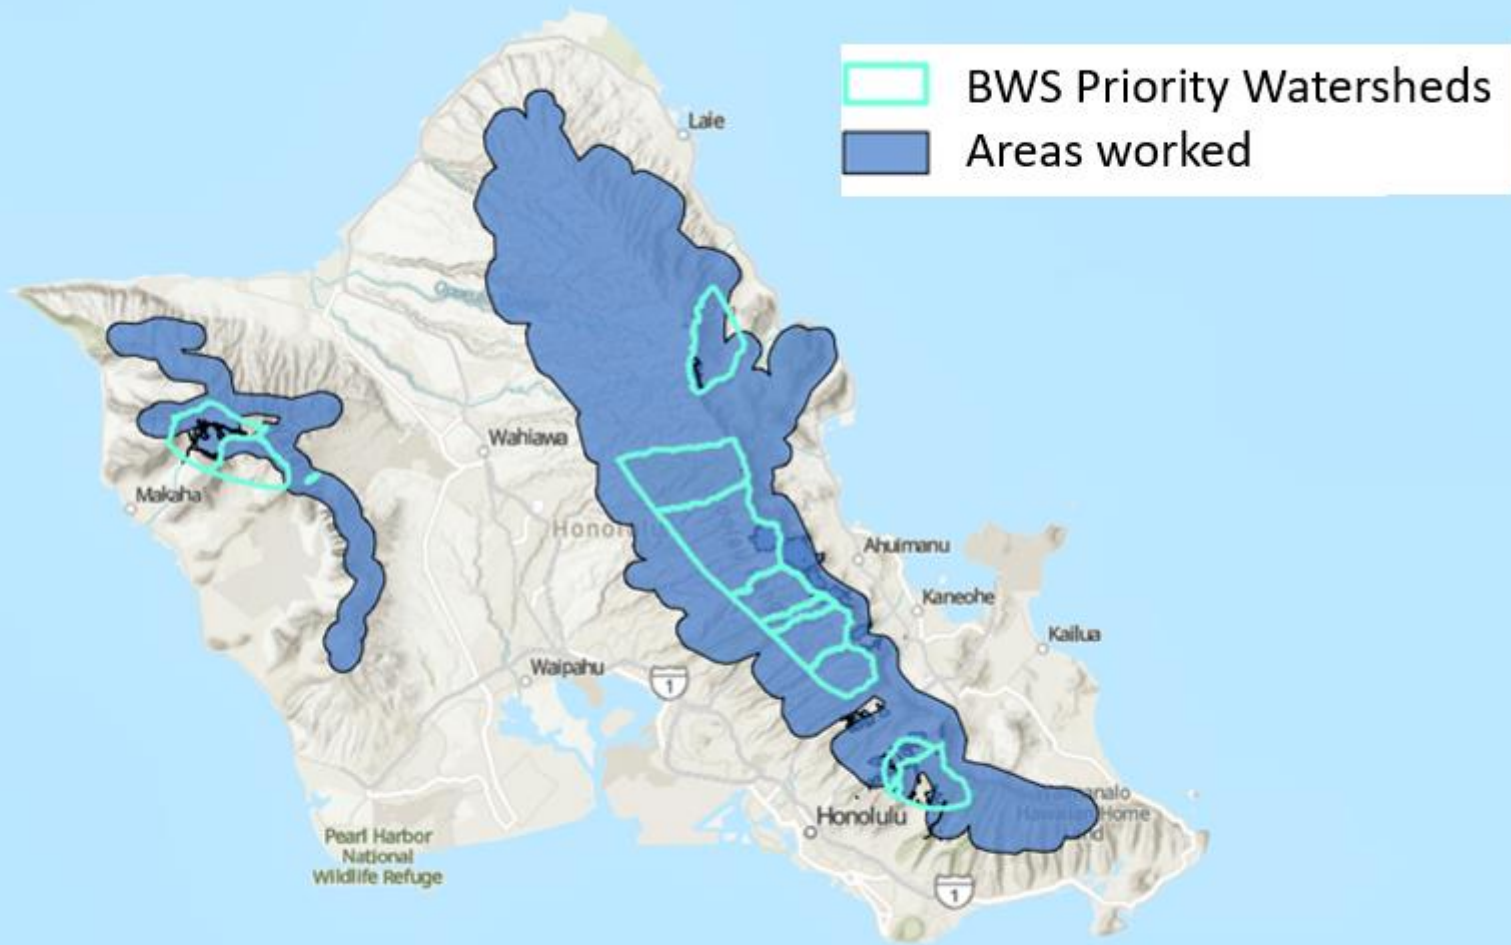 BWS Priority Watersheds
Areas worked
Laie
Wahiawa
Makaha
Ahuimanu
Kaneohe
Kailua
Waipahu
1
Honolulu
Pearl Harbor
National
Wildlife Refuge
1